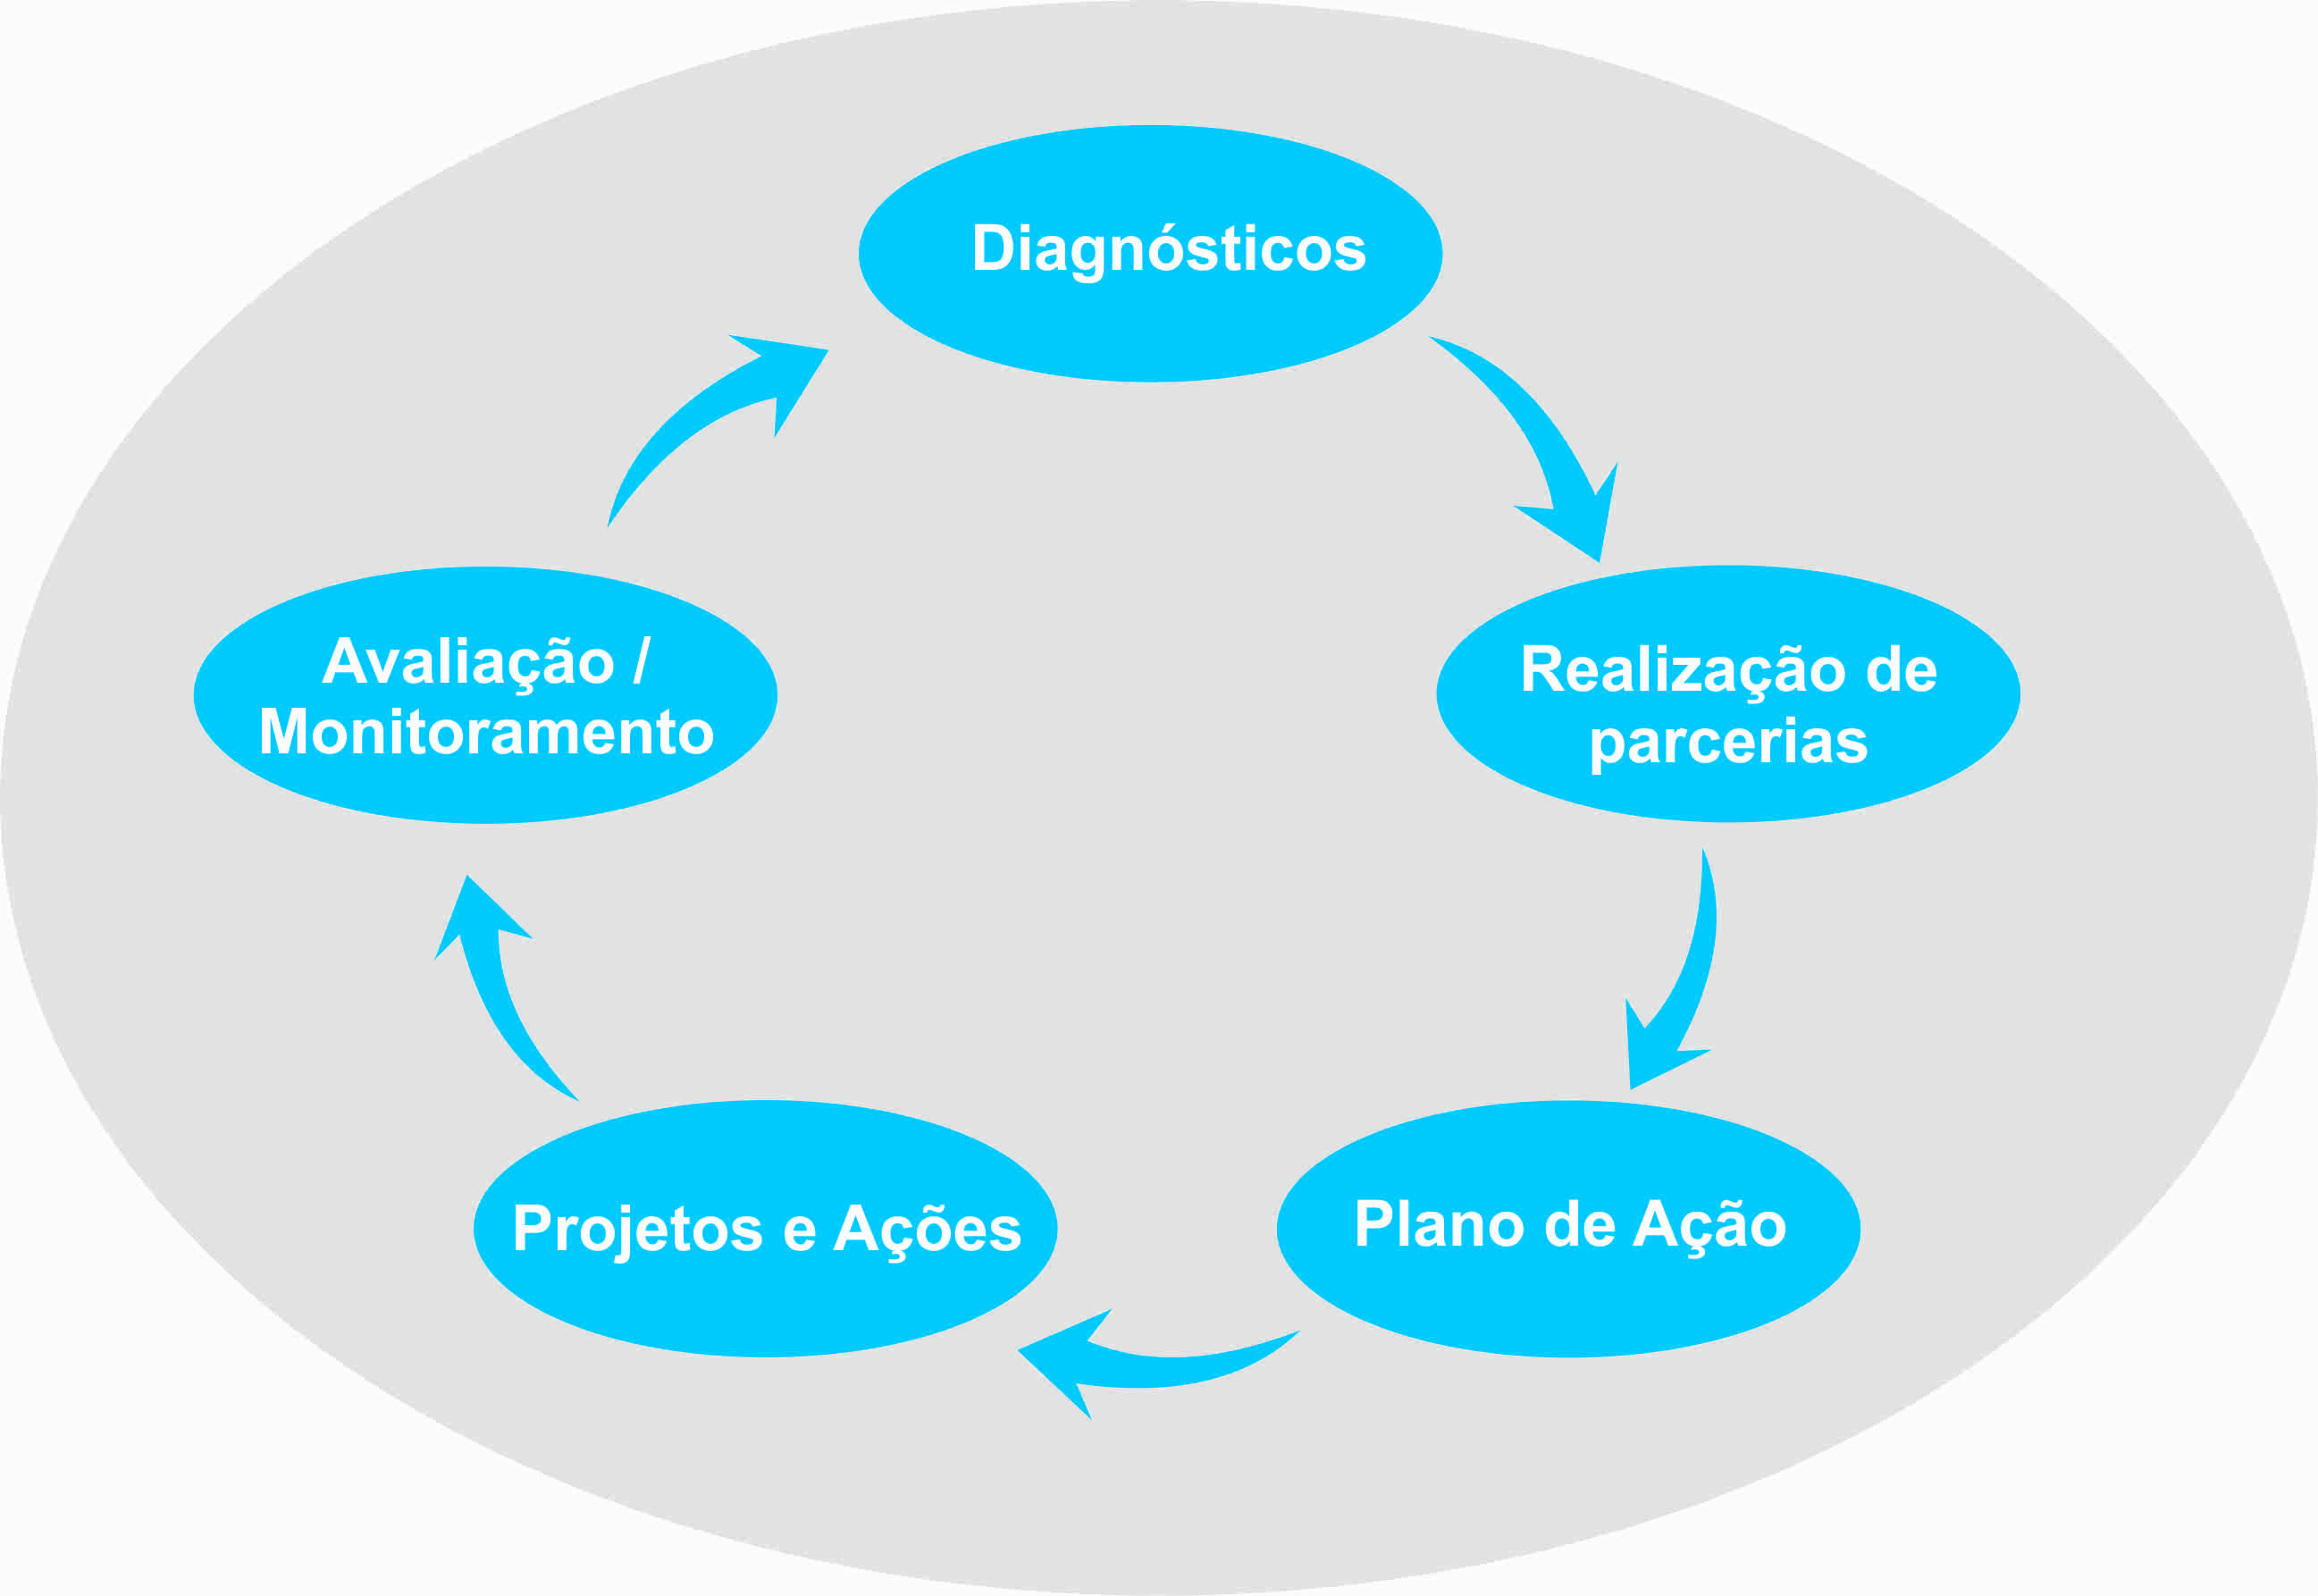 Diagnósticos
Realização de
parcerias
Plano de Ação
Projetos e Ações
Avaliação /
Monitoramento